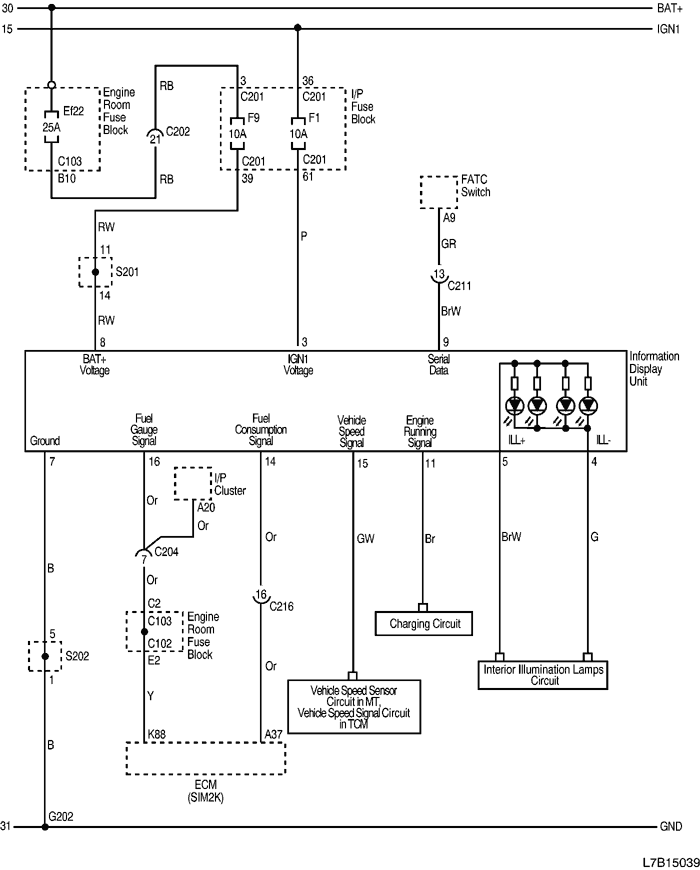 30
BAT+
15
IGN1
Engine
Room
Fuse
Block
Ef22
25A
C103
B10
RB
C202
21
RB
3
36
C201
C201
I/P
Fuse
Block
F9
10A
F1
10A
C201
C201
39
61
FATC
Switch
A9
RW
11
S201
14
RW
P
GR
13
C211
BrW
8
3
9
BAT+
Voltage
IGN1
Voltage
Serial
Data
Information
Display
Unit
Ground
Fuel
Gauge
Signal
Fuel
Consumption
Signal
Vehicle
Speed
Signal
Engine
Running
Signal
ILL+
ILL-
7
16
14
15
11
5
4
I/P
Cluster
A20
Or
Or
Or
GW
Br
BrW
G
C204
7
B
Or
16
C216
C2
C103
C102
E2
Engine
Room
Fuse
Block
Charging Circuit
5
S202
1
Or
Interior Illumination Lamps
Circuit
Y
Vehicle Speed Sensor
Circuit in MT,
Vehicle Speed Signal Circuit
in TCM
B
K88
A37
ECM
(SIM2K)
G202
31
GND
L7B15039